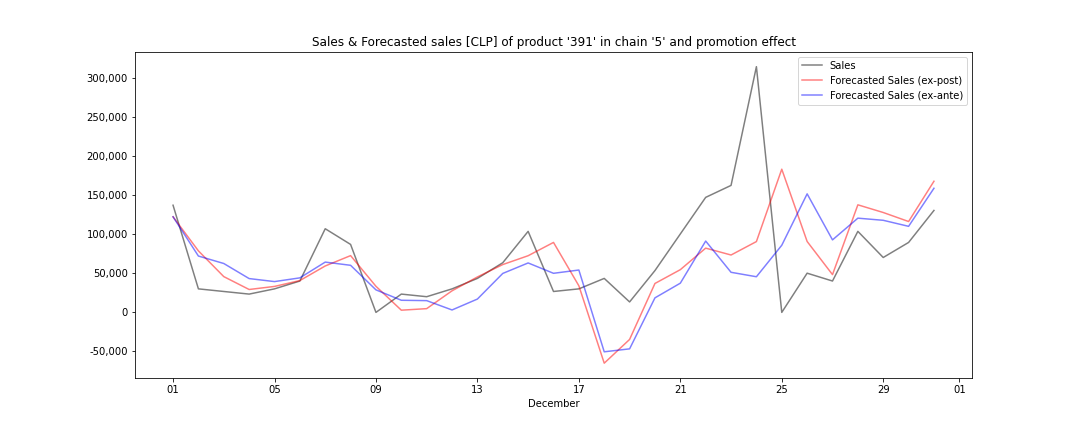 Sales & Forecasted sales [CLP] of product '391' in chain '5' and promotion effect
Sales
Forecasted Sales (ex-post)
Forecasted Sales (ex-ante)
300,000
250,000
200,000
150,000
100,000
50,000
0
-50,000
01 05 09 13 17 21 25 29 01
December